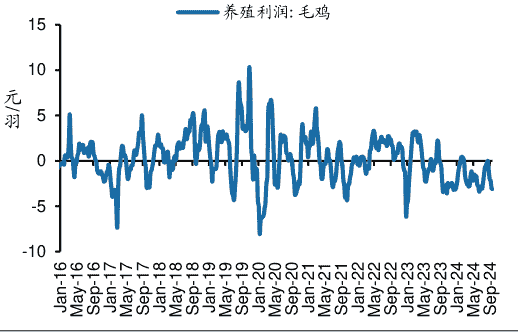 养殖利润: 毛鸡
元/羽
15
10
5
0
-5
-10
Jan-16
May-16
Sep-16
Jan-17
May-17
Sep-17
Jan-18
May-18
Sep-18
Jan-19
May-19
Sep-19
Jan-20
May-20
Sep-20
Jan-21
May-21
Sep-21
Jan-22
May-22
Sep-22
Jan-23
May-23
Sep-23
Jan-24
May-24
Sep-24